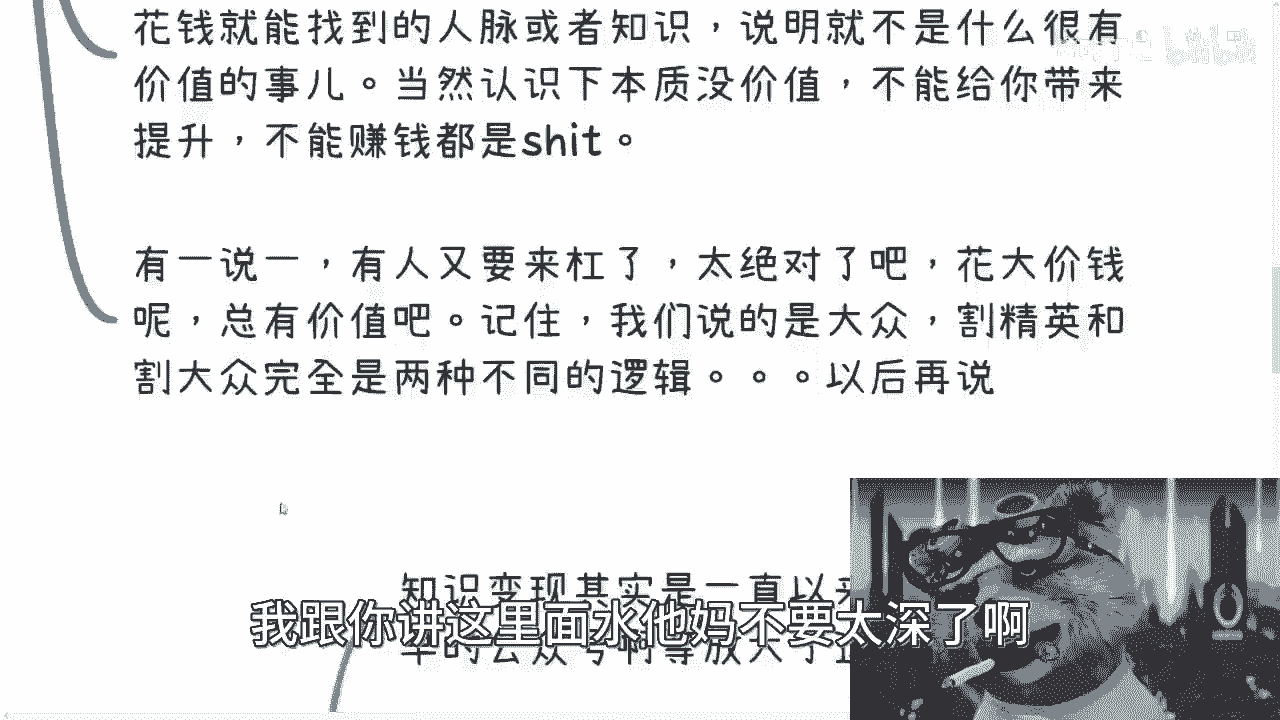 花钱就能找到的人脉或者知识，说明就不是什么很有
价值的事儿。当然认识下本质没价值，不能给你带来
提升，不能赚钱都是shit。
有一说一，有人又要来杠了，太绝对了吧，花大价钱
呢，总有价值吧。记住，我们说的是大众，割精英和
割大众完全是两种不同的逻辑。。。以后再说
知识变现其实是一直以来
我跟你讲这里面水他妈不要太深了啊